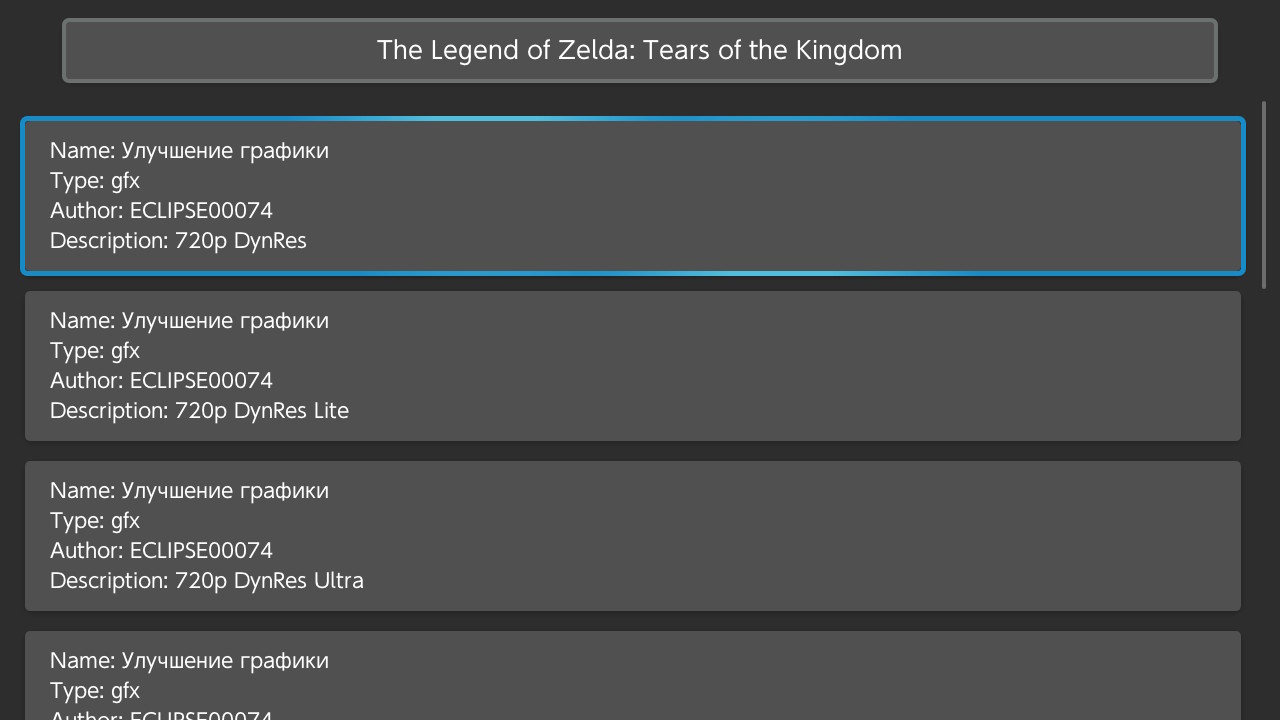 The Legend of Zelda: Tears of the Kingdom
Name: Улучшение графики
Type: gfx
Author: ECLIPSE00074
Description: 720p DynRes
Name: Улучшение графики
Type: gfx
Author: ECLIPSE00074
Description: 720p DynRes Lite
Name: Улучшение графики
Type: gfx
Author: ECLIPSE00074
Description: 720p DynRes Ultra
Name: Улучшение графики
Type: gfx
Author: ECLIPSE00074